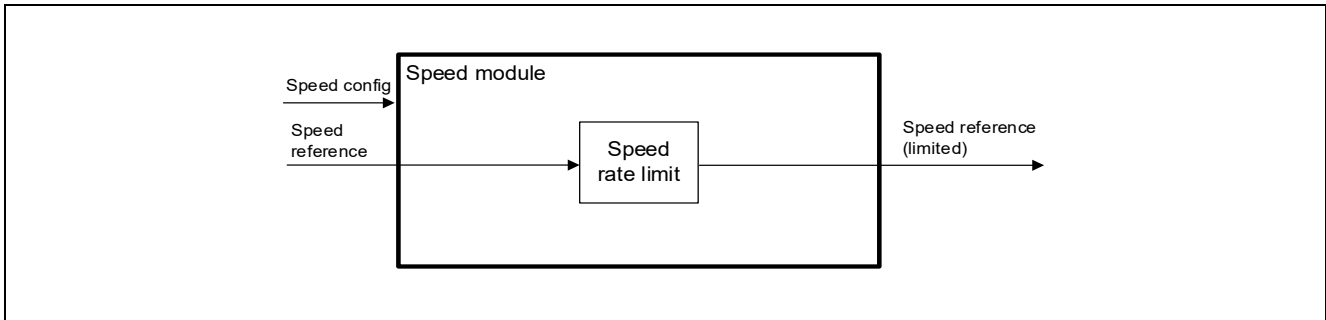 Speed config
Speed module
Speed
reference
Speed
rate limit
Speed reference
(limited)